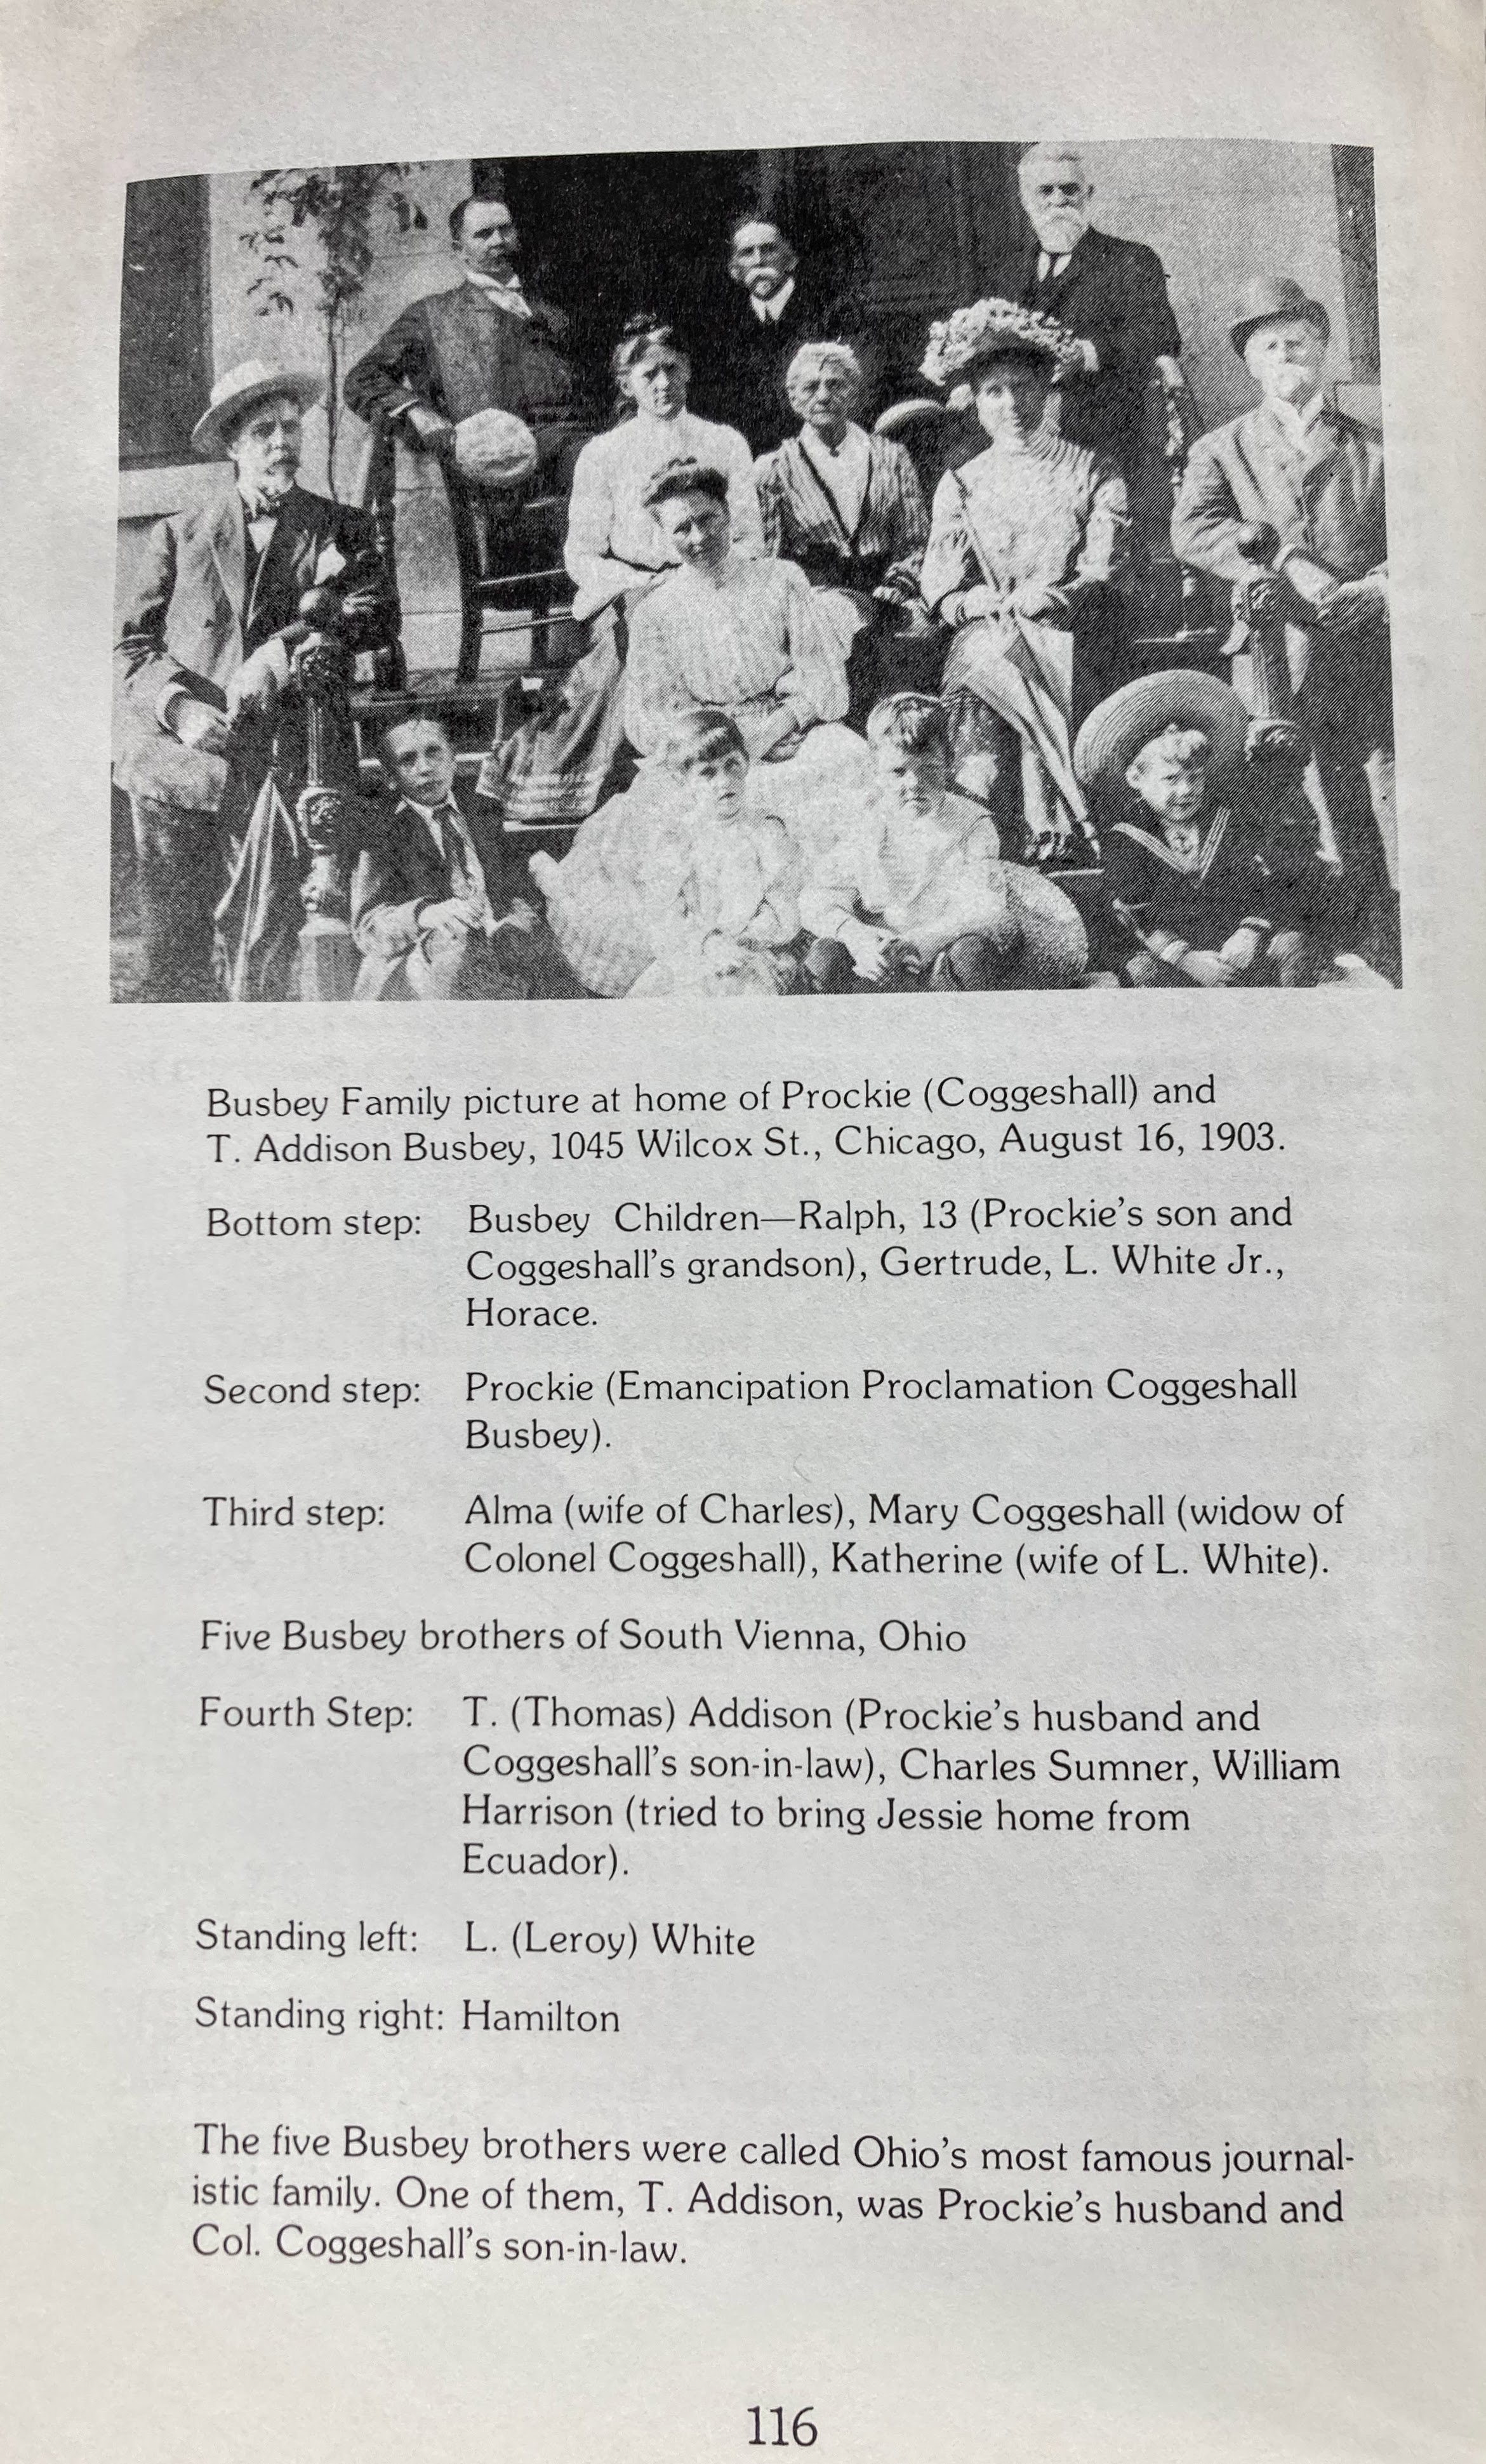 Busbey Family picture at home of Prockie (Coggeshall) and
T. Addison Busbey, 1045 Wilcox St., Chicago, August 16, 1903.
Bottom step: Busbey Children—Ralph, 13 (Prockie's son and
Coggeshall's grandson), Gertrude, L. White Jr.,
Horace.
Second step: Prockie (Emancipation Proclamation Coggeshall
Busbey).
Third step: Alma (wife of Charles), Mary Coggeshall (widow of
Colonel Coggeshall), Katherine (wife of L. White).
Five Busbey brothers of South Vienna, Ohio
Fourth Step: T. (Thomas) Addison (Prockie's husband and
Coggeshall's son-in-law), Charles Sumner, William
Harrison (tried to bring Jessie home from
Ecuador).
Standing left: L. (Leroy) White
Standing right: Hamilton
The five Busbey brothers were called Ohio's most famous journal-
istic family. One of them, T. Addison, was Prockie's husband and
Col. Coggeshall's son-in-law.
116